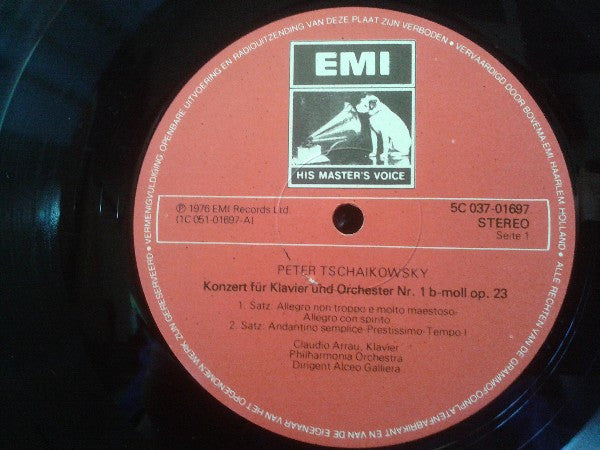 EMI
HIS MASTER'S VOICE
℗ 1976 EMI Records Ltd.
(1C 051-01697-A)
5C 037-01697
STEREO
Seite 1
PETER TSCHAIKOWSKY
Konzert für Klavier und Orchester Nr. 1 b-moll op. 23
1. Satz: Allegro non troppo e molto maestoso-
Allegro con spirito
2. Satz: Andantino semplice-Prestissimo-Tempo I
Claudio Arrau, Klavier
Philharmonia Orchestra
Dirigent Alceo Galliera
VERVAARDIGD DOOR BOVEMA-EMI, HAARLEM, HOLLAND • ALLE RECHTEN VAN DE GRAMMOFOONPLATENFABRIKANT EN VAN DE EIGENAAR VAN HET OPGENOMEN WERK ZIJN GERESERVEERD • VERMENIGVULDIGING, OPENBARE UITVOERING EN RADIOUITZENDING VAN DEZE PLAAT ZIJN VERBODEN •